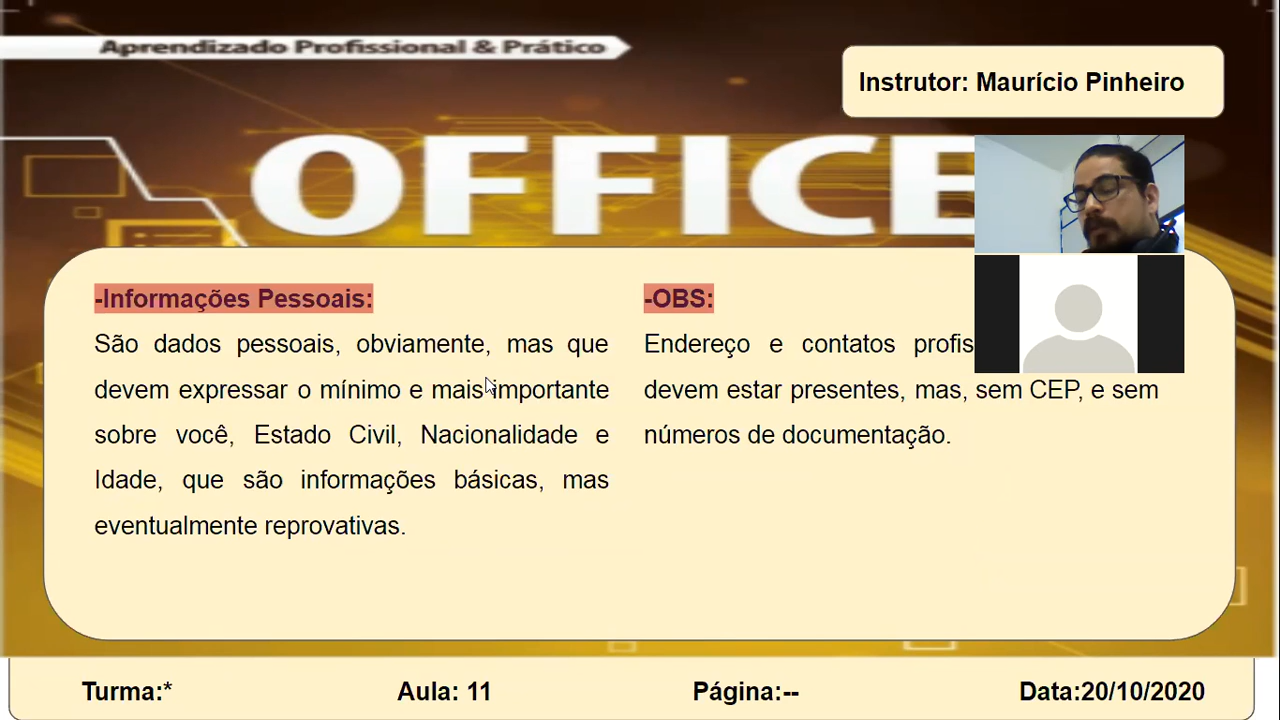 Aprendizado Profissional & Prático
Instrutor: Maurício Pinheiro
OFFICE
-Informações Pessoais:
São dados pessoais, obviamente, mas que
devem expressar o mínimo e mais importante
sobre você, Estado Civil, Nacionalidade e
Idade, que são informações básicas, mas
eventualmente reprovativas.
-OBS:
Endereço e contatos
devem estar presentes, mas, sem CEP, e sem
números de documentação.
Turma:*
Aula: 11
Página:--
Data:20/10/2020